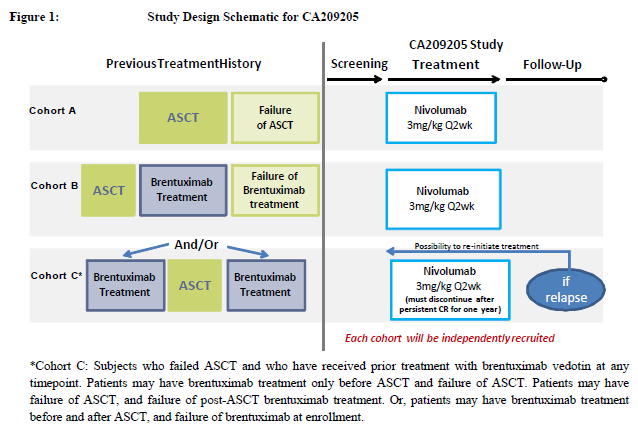 Figure 1: Study Design Schematic for CA209205
CA209205 Study
PreviousTreatmentHistory
Screening
Treatment
Follow-Up
Cohort A
ASCT
Failure
of ASCT
Nivolumab
3mg/kg Q2wk
Cohort B
ASCT
Brentuximab
Treatment
Failure of
Brentuximab
treatment
Nivolumab
3mg/kg Q2wk
And/Or
Possibility to re-initiate treatment
Cohort C*
Brentuximab
Treatment
ASCT
Brentuximab
Treatment
Nivolumab
3mg/kg Q2wk
(must discontinue after
persistent CR for one year)
if
relapse
Each cohort will be independently recruited
*Cohort C: Subjects who failed ASCT and who have received prior treatment with brentuximab vedotin at any
timepoint. Patients may have brentuximab treatment only before ASCT and failure of ASCT. Patients may have
failure of ASCT, and failure of post-ASCT brentuximab treatment. Or, patients may have brentuximab treatment
before and after ASCT, and failure of brentuximab at enrollment.